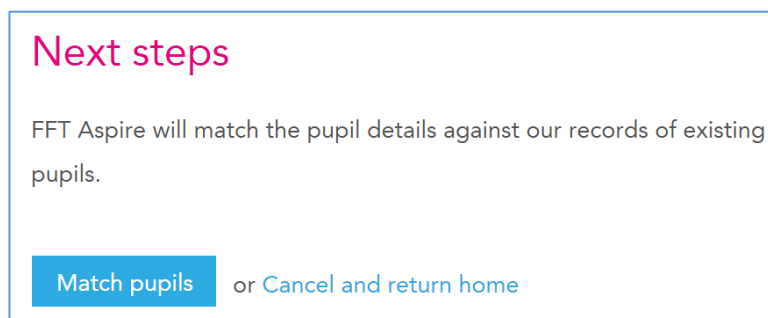 Next steps
FFT Aspire will match the pupil details against our records of existing
pupils.
Match pupils or Cancel and return home